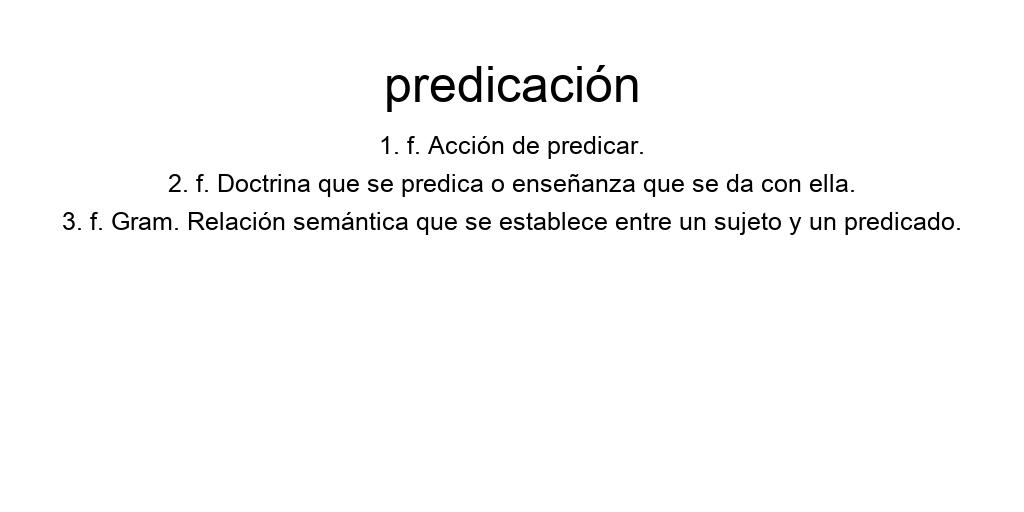 predicación
1. f. Acción de predicar.
2. f. Doctrina que se predica o enseñanza que se da con ella.
3. f. Gram. Relación semántica que se establece entre un sujeto y un predicado.